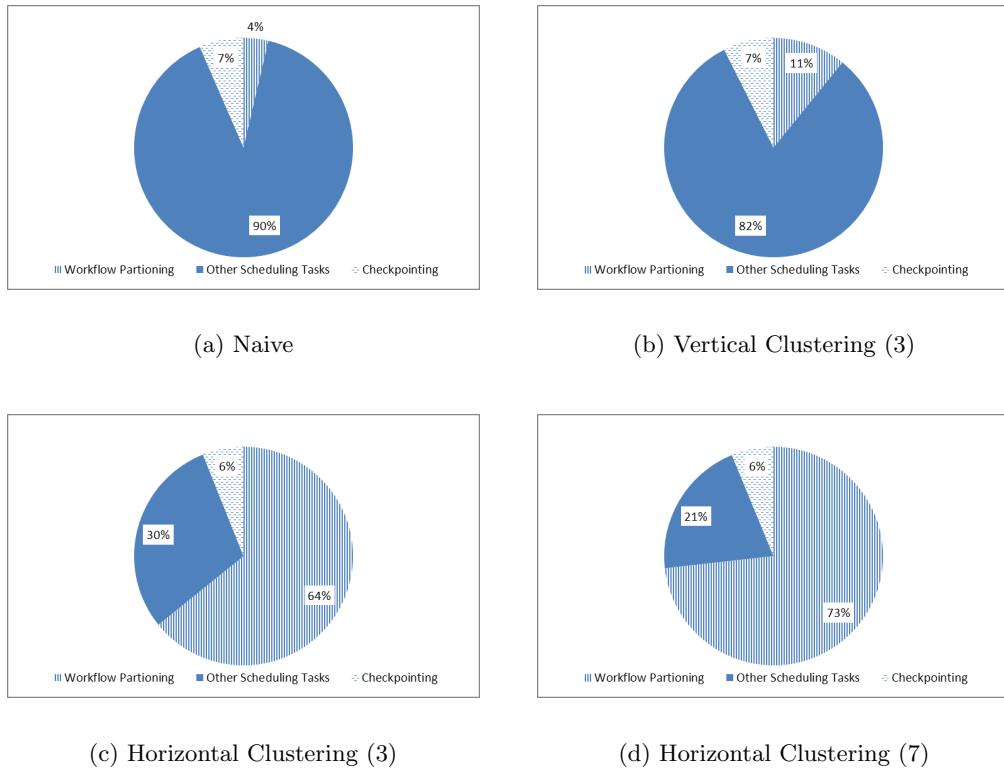 4%
7%
90%
Workflow Partioning Other Scheduling Tasks Checkpointing
(a) Naive
7%
11%
82%
Workflow Partioning Other Scheduling Tasks Checkpointing
(b) Vertical Clustering (3)
6%
30%
64%
Workflow Partioning Other Scheduling Tasks Checkpointing
(c) Horizontal Clustering (3)
6%
21%
73%
Workflow Partioning Other Scheduling Tasks Checkpointing
(d) Horizontal Clustering (7)